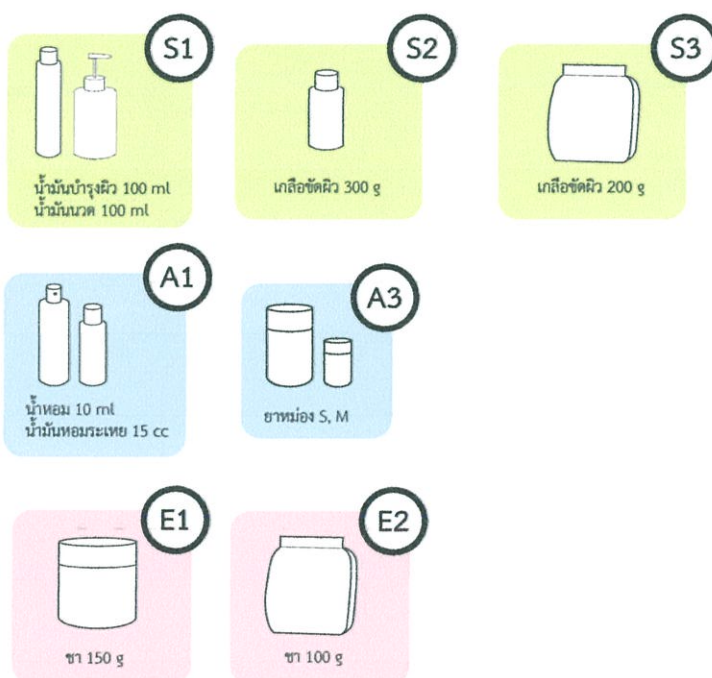 S1
น้ำมันบำรุงผิว 100 ml
น้ำมันนวด 100 ml
S2
เกลือขัดผิว 300 g
S3
เกลือขัดผิว 200 g
A1
น้ำหอม 10 ml
น้ำมันหอมระเหย 15 cc
A3
ยาหม่อง S, M
E1
ชา 150 g
E2
ชา 100 g